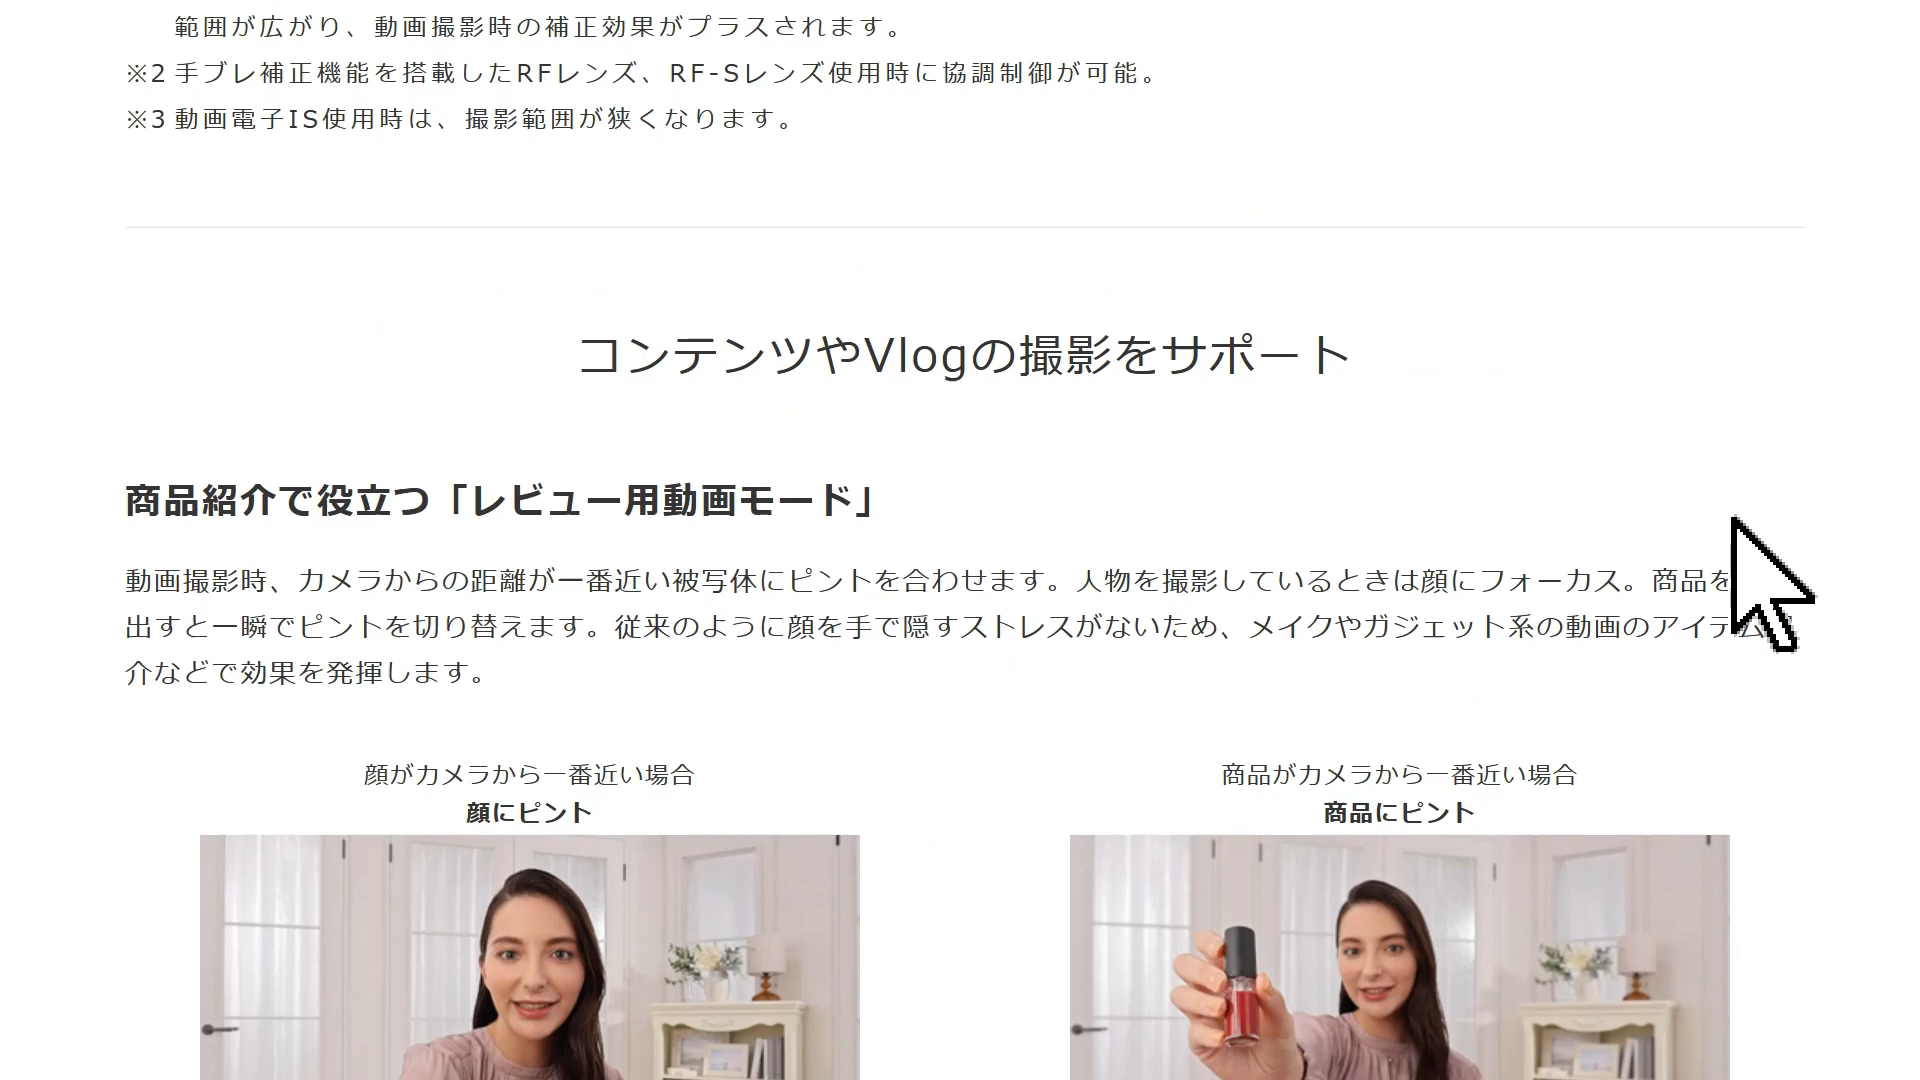 範囲が広がり、動画撮影時の補正効果がプラスされます。
※2 手ブレ補正機能を搭載したRFレンズ、RF-Sレンズ使用時に協調制御が可能。
※3 動画電子IS使用時は、撮影範囲が狭くなります。
コンテンツやVlogの撮影をサポート
商品紹介で役立つ「レビュー用動画モード」
動画撮影時、カメラからの距離が一番近い被写体にピントを合わせます。人物を撮影しているときは顔にフォーカス。商品を
出すと一瞬でピントを切り替えます。従来のように顔を手で隠すストレスがないため、メイクやガジェット系の動画のアイテム
介などで効果を発揮します。
顔がカメラから一番近い場合
顔にピント
商品がカメラから一番近い場合
商品にピント